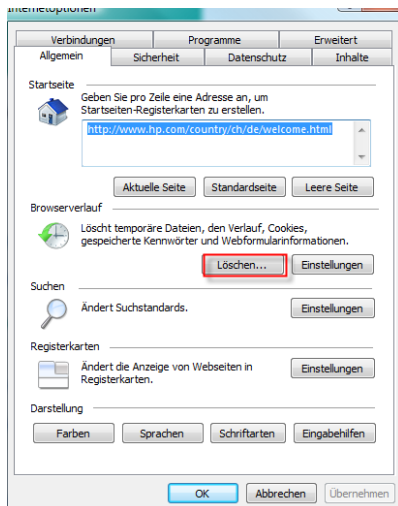 Internetoptionen
Verbindungen Programme Erweitert
Allgemein Sicherheit Datenschutz Inhalte
Startseite
Geben Sie pro Zeile eine Adresse an, um
Startseiten-Registerkarten zu erstellen.
http://www.hp.com/country/ch/de/welcome.html
Aktuelle Seite Standardseite Leere Seite
Browserverlauf
Löscht temporäre Dateien, den Verlauf, Cookies,
gespeicherte Kennwörter und Webformularinformationen.
Löschen... Einstellungen
Suchen
Ändert Suchstandards. Einstellungen
Registerkarten
Ändert die Anzeige von Webseiten in
Registerkarten. Einstellungen
Darstellung
Farben Sprachen Schriftarten Eingabehilfen
OK Abbrechen Übernehmen